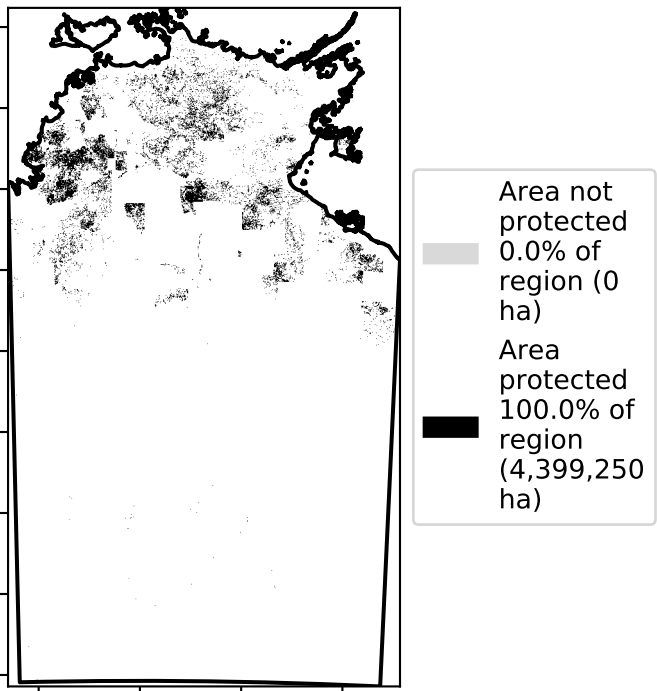 Area not
protected
0.0% of
region (0
ha)
Area
protected
100.0% of
region
(4,399,250
ha)